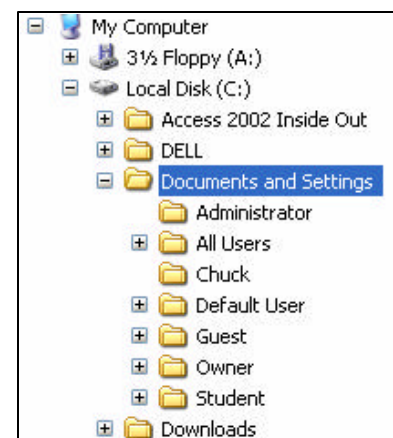 My Computer
3½ Floppy (A:)
Local Disk (C:)
Access 2002 Inside Out
DELL
Documents and Settings
Administrator
All Users
Chuck
Default User
Guest
Owner
Student
Downloads